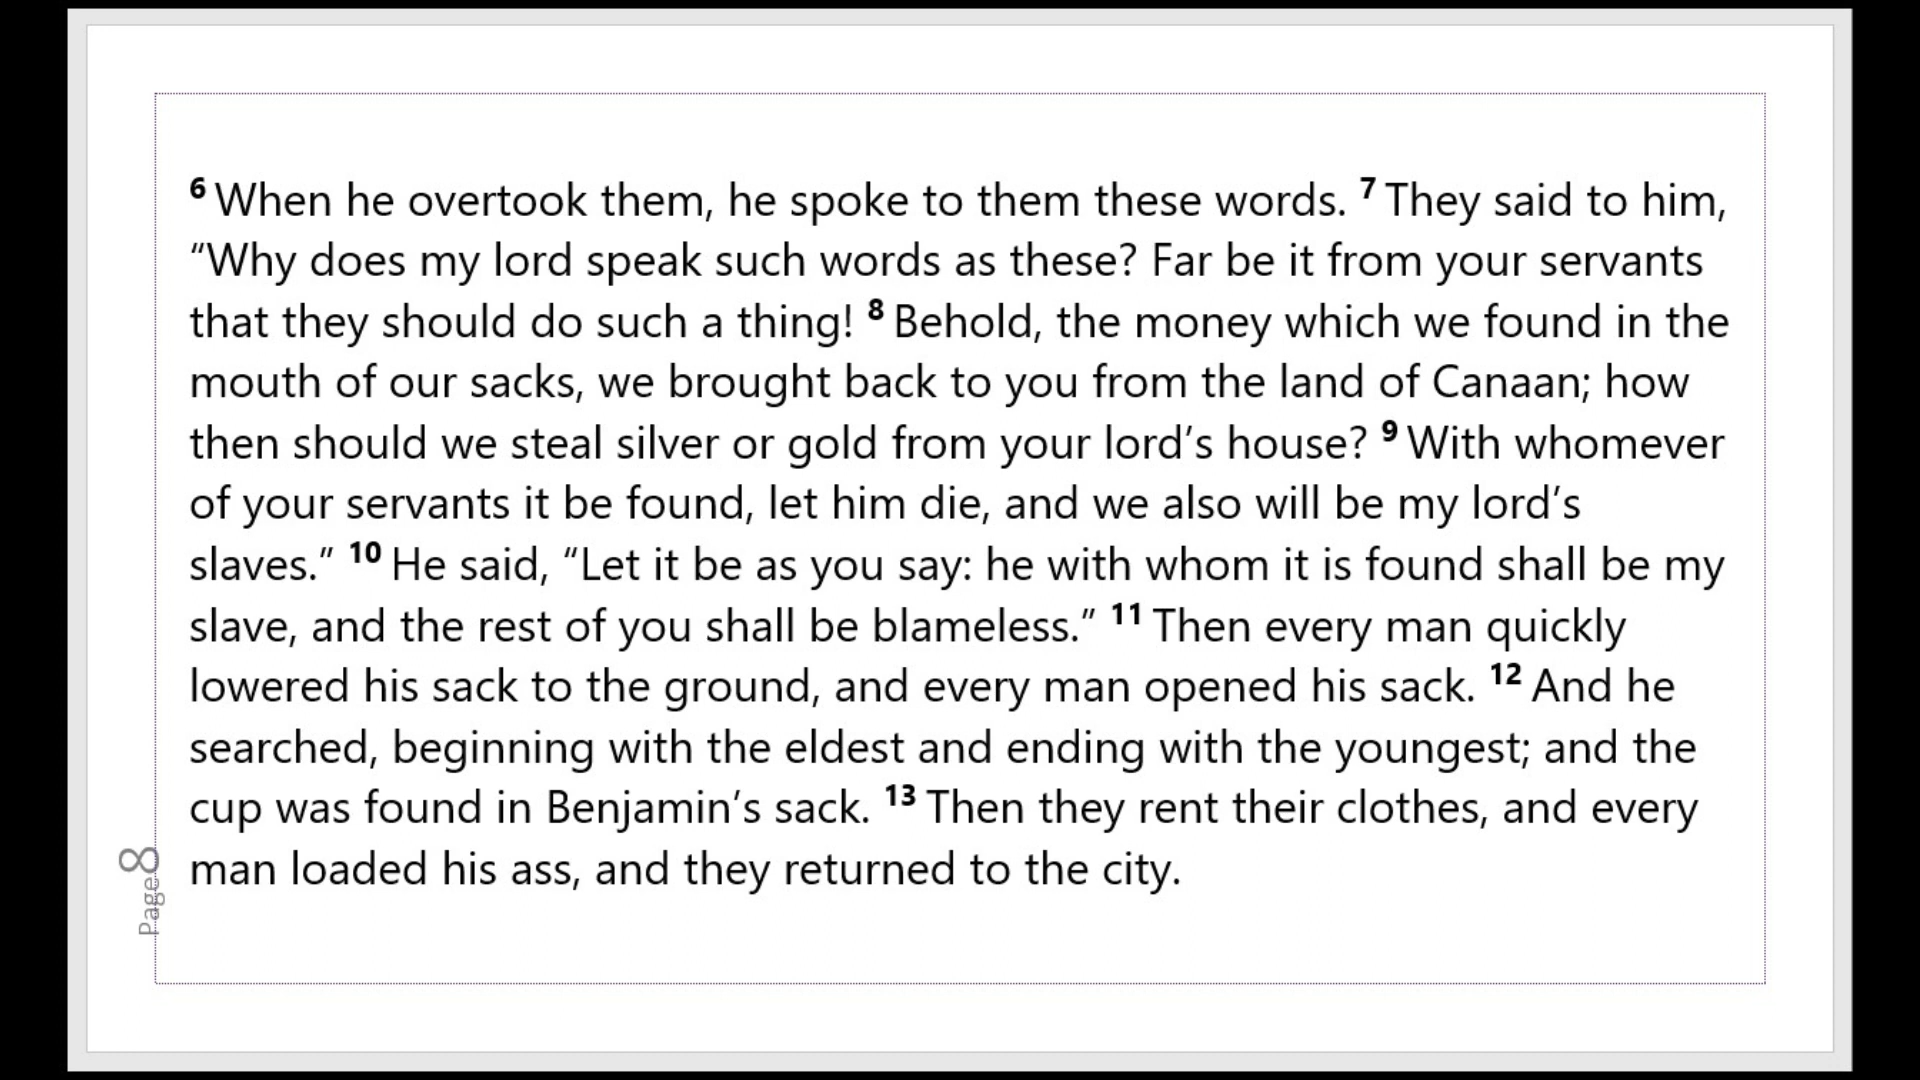 6 When he overtook them, he spoke to them these words. 7 They said to him,
“Why does my lord speak such words as these? Far be it from your servants
that they should do such a thing! 8 Behold, the money which we found in the
mouth of our sacks, we brought back to you from the land of Canaan; how
then should we steal silver or gold from your lord’s house? 9 With whomever
of your servants it be found, let him die, and we also will be my lord’s
slaves.” 10 He said, “Let it be as you say: he with whom it is found shall be my
slave, and the rest of you shall be blameless.” 11 Then every man quickly
lowered his sack to the ground, and every man opened his sack. 12 And he
searched, beginning with the eldest and ending with the youngest; and the
cup was found in Benjamin’s sack. 13 Then they rent their clothes, and every
man loaded his ass, and they returned to the city.
Page 8